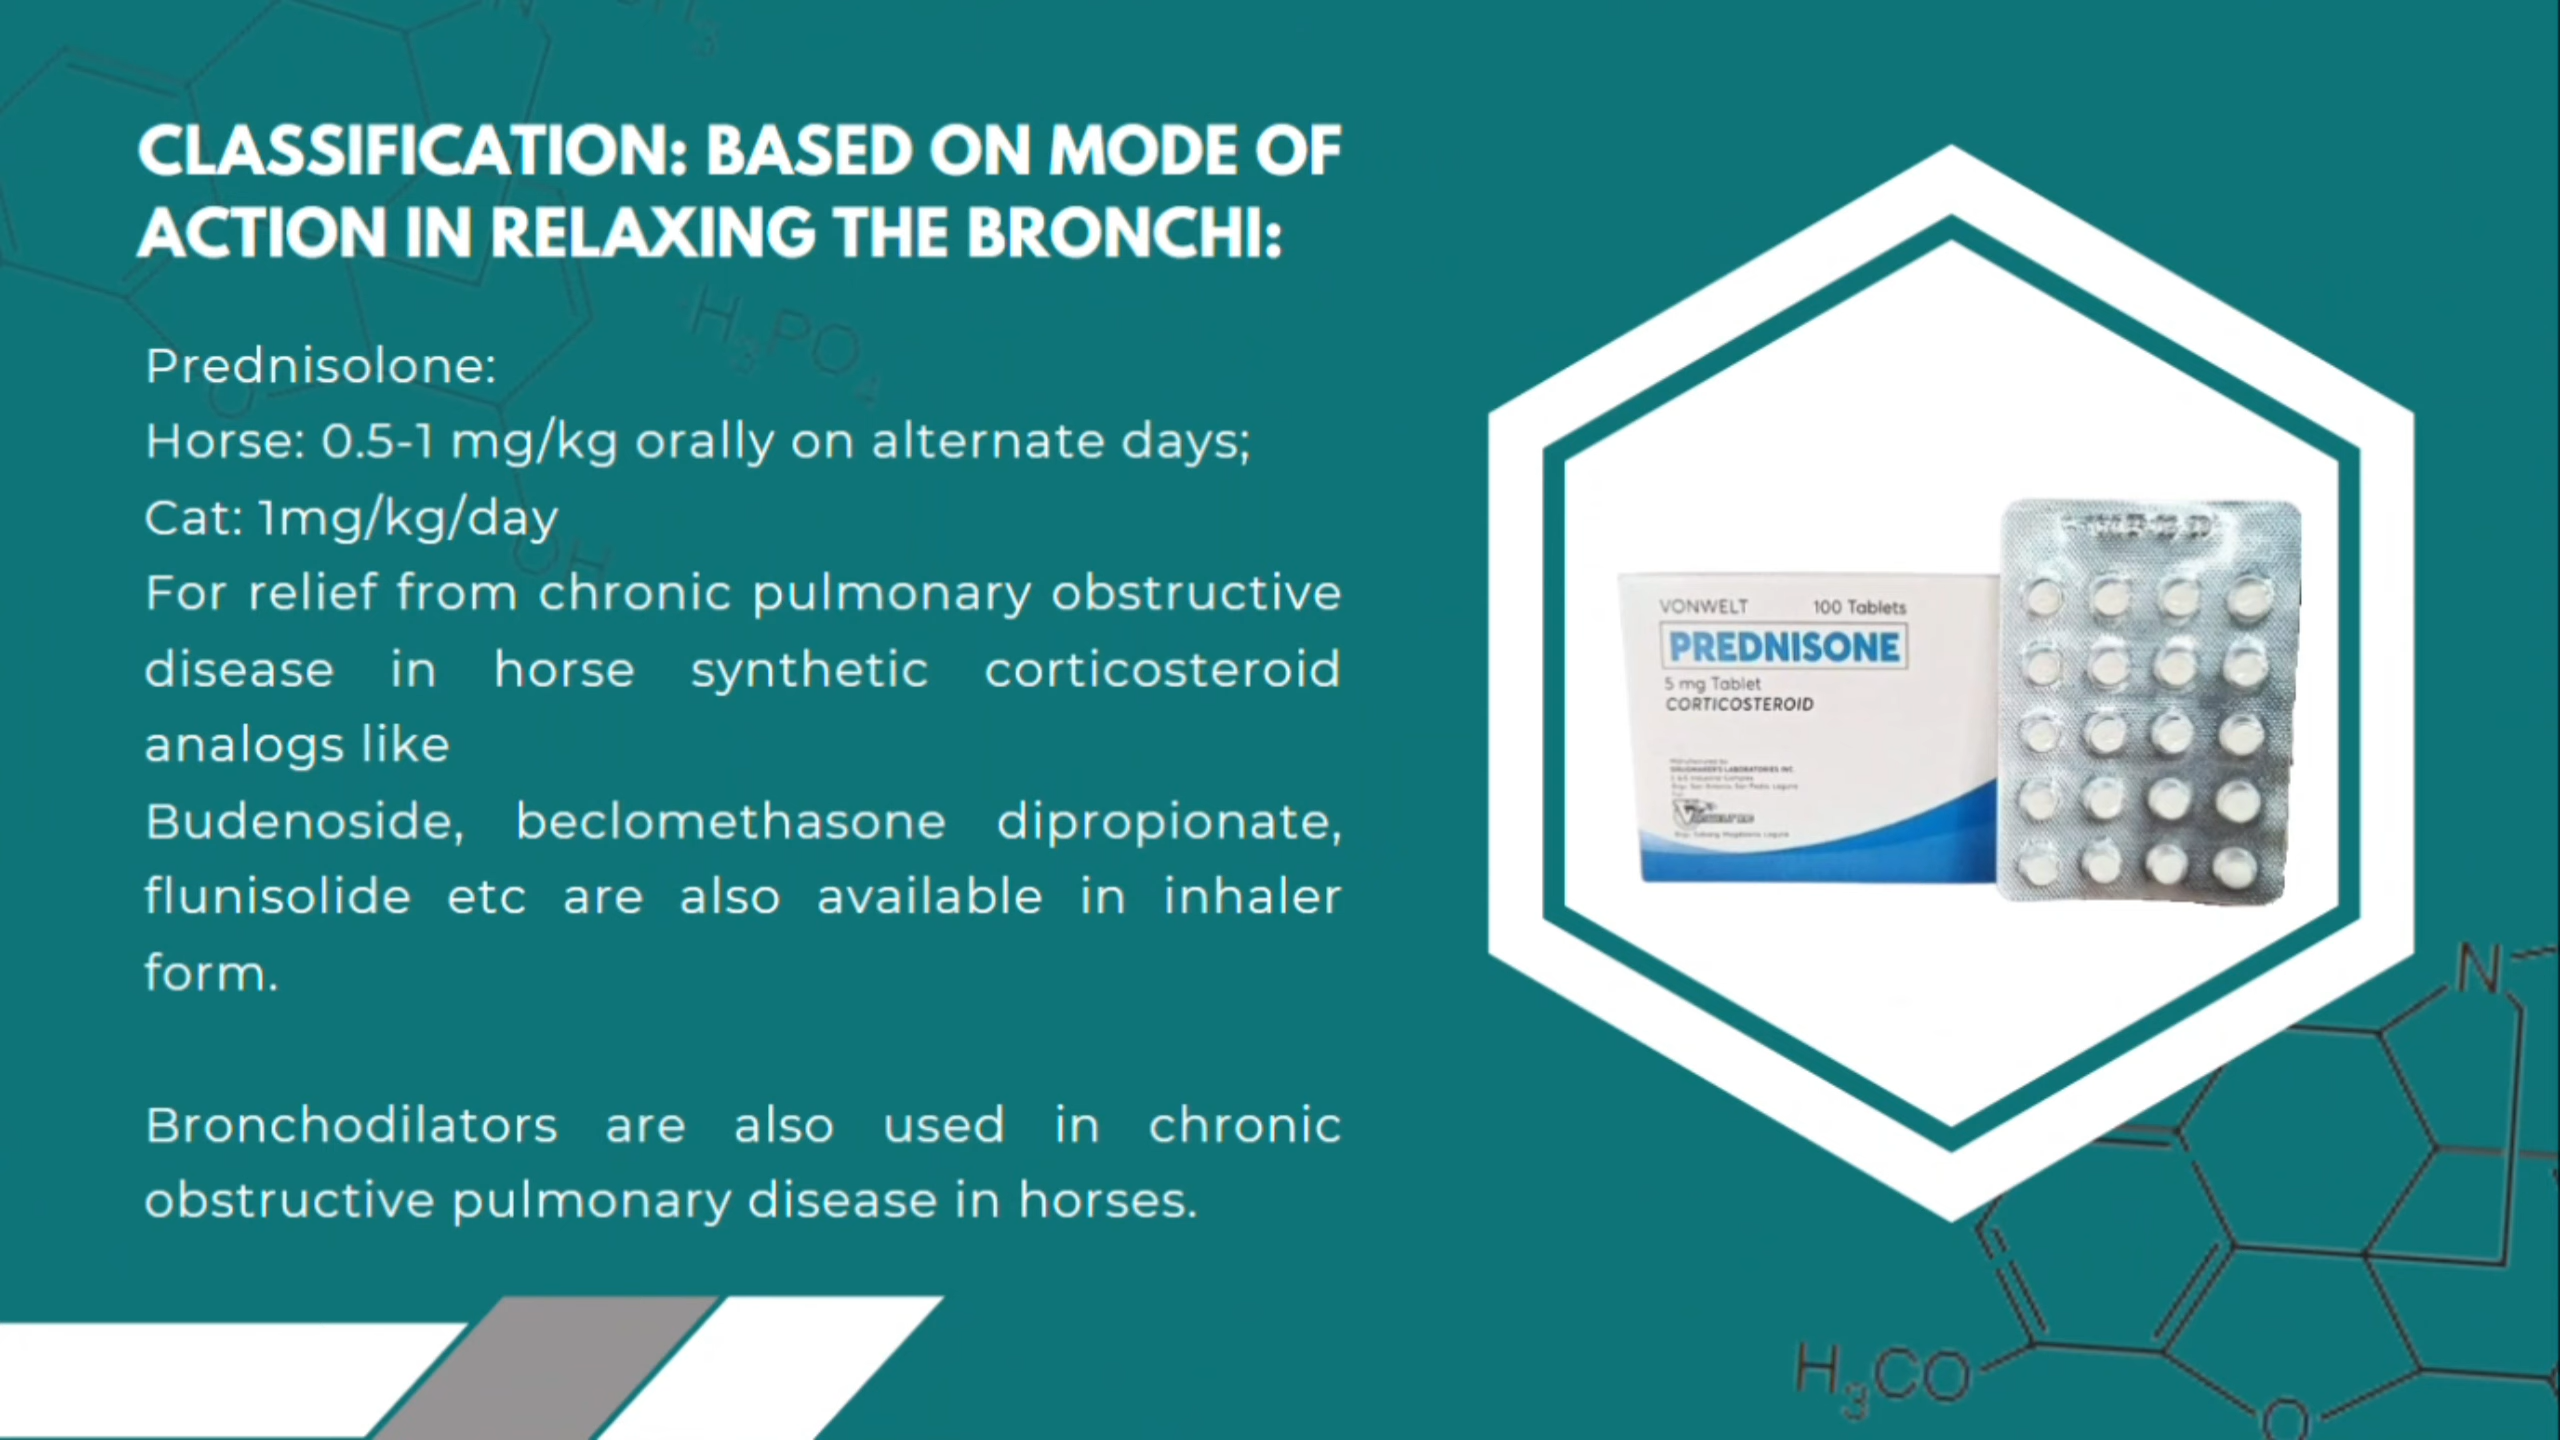 CLASSIFICATION: BASED ON MODE OF
ACTION IN RELAXING THE BRONCHI:
Prednisolone:
Horse: 0.5-1 mg/kg orally on alternate days;
Cat: 1mg/kg/day
For relief from chronic pulmonary obstructive
disease in horse synthetic corticosteroid
analogs like
Budenoside, beclomethasone dipropionate,
flunisolide etc are also available in inhaler
form.
Bronchodilators are also used in chronic
obstructive pulmonary disease in horses.
VONWELT 100 Tablets
PREDNISONE
5 mg Tablet
CORTICOSTEROID
H₃PO₄
O
OH
N
H₃CO
O